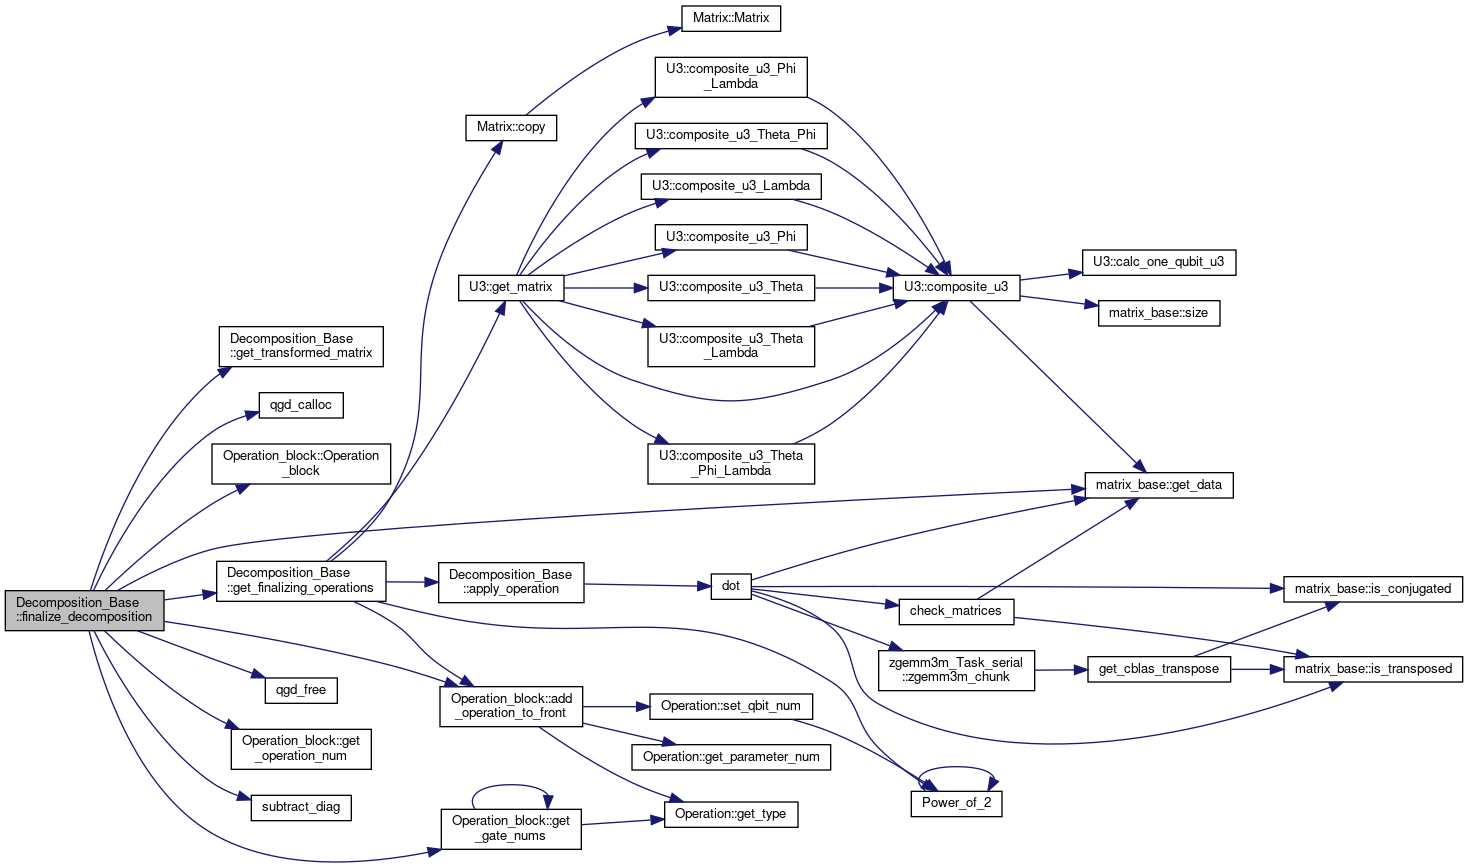 Matrix::Matrix
U3::composite_u3_Phi
_Lambda
Matrix::copy
U3::composite_u3_Theta_Phi
U3::composite_u3_Lambda
U3::composite_u3_Phi
U3::calc_one_qubit_u3
U3::get_matrix
U3::composite_u3_Theta
U3::composite_u3
matrix_base::size
Decomposition_Base
::get_transformed_matrix
U3::composite_u3_Theta
_Lambda
qgd_calloc
Operation_block::Operation
_block
U3::composite_u3_Theta
_Phi_Lambda
matrix_base::get_data
Decomposition_Base
::get_finalizing_operations
Decomposition_Base
::apply_operation
dot
matrix_base::is_conjugated
Decomposition_Base
::finalize_decomposition
check_matrices
zgemm3m_Task_serial
::zgemm3m_chunk
get_cblas_transpose
matrix_base::is_transposed
qgd_free
Operation_block::add
_operation_to_front
Operation::set_qbit_num
Operation_block::get
_operation_num
Operation::get_parameter_num
subtract_diag
Operation_block::get
_gate_nums
Operation::get_type
Power_of_2